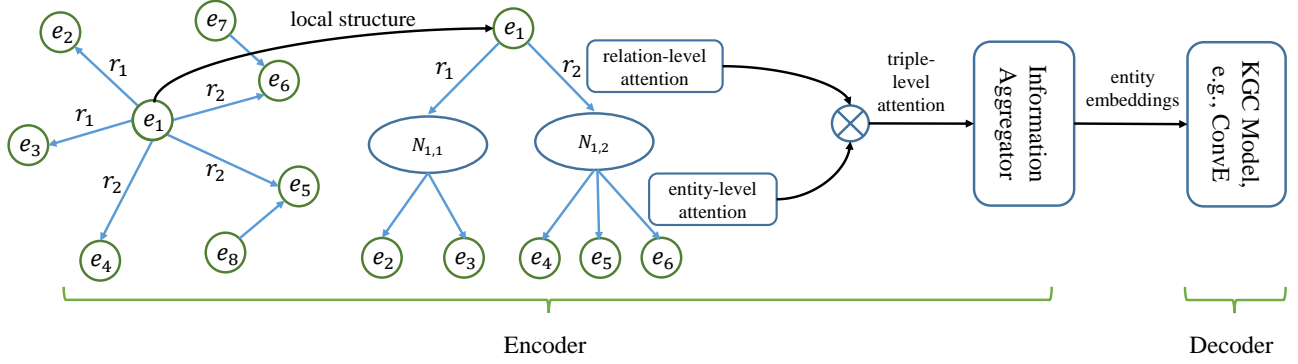 local structure
e₂
e₇
e₆
r₁
r₂
e₁
r₁
e₃
r₂
r₂
e₅
e₄
e₈
e₁
r₁
r₂
N₁,₁
N₁,₂
e₂
e₃
e₄
e₅
e₆
relation-level
attention
entity-level
attention
triple-
level
attention
Information
Aggregator
entity
embeddings
KGC Model,
e.g., ConvE
Encoder
Decoder